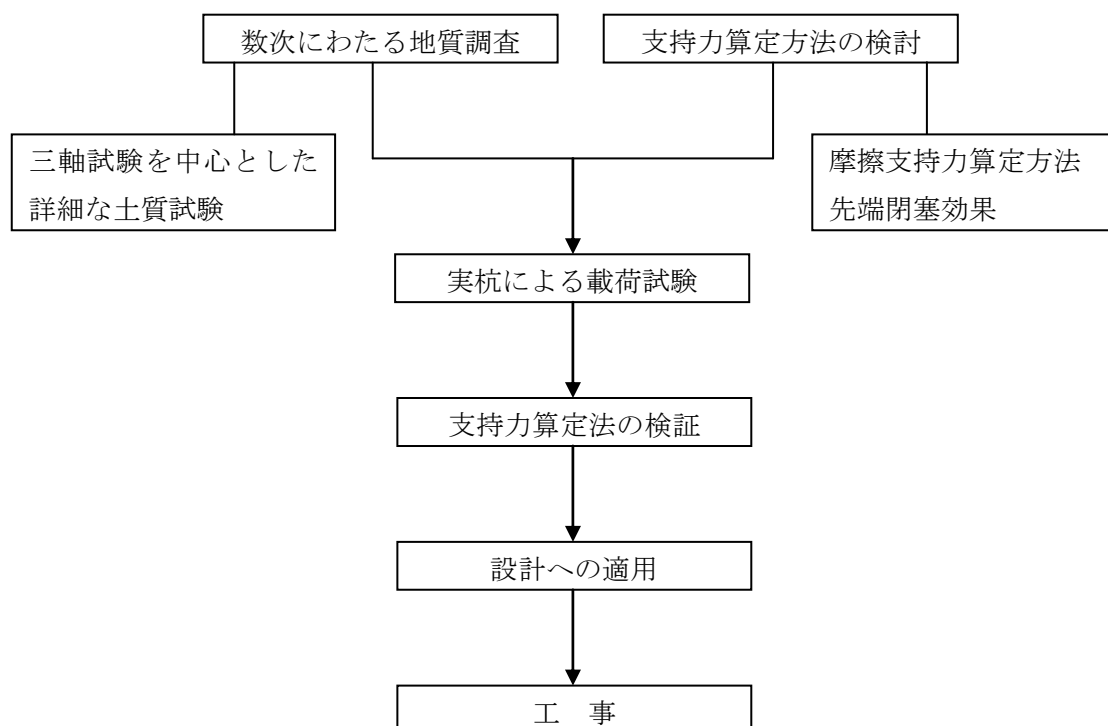 数次にわたる地質調査
支持力算定方法の検討
三軸試験を中心とした
詳細な土質試験
摩擦支持力算定方法
先端閉塞効果
実杭による載荷試験
支持力算定法の検証
設計への適用
工　事